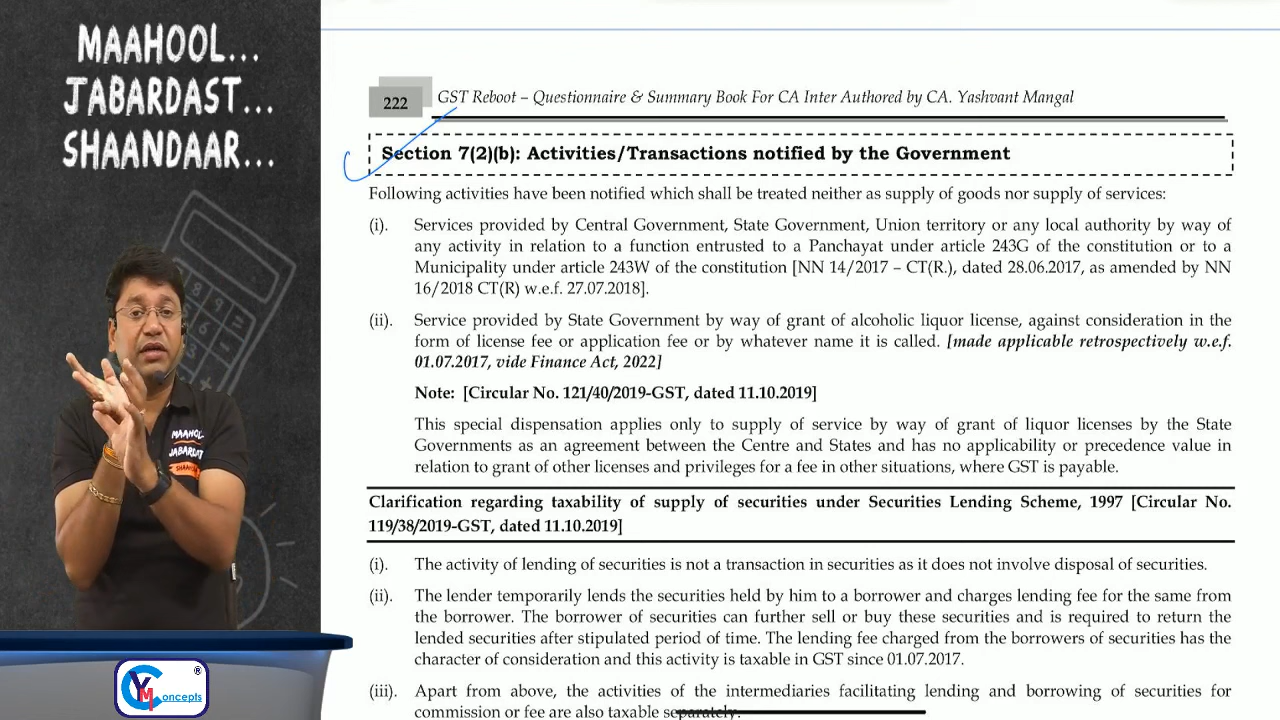 MAAHOOL...
JABARDAST...
SHAANDAAR...
222
GST Reboot – Questionnaire & Summary Book For CA Inter Authored by CA. Yashvant Mangal
Section 7(2)(b): Activities/Transactions notified by the Government
Following activities have been notified which shall be treated neither as supply of goods nor supply of services:
(i). Services provided by Central Government, State Government, Union territory or any local authority by way of
any activity in relation to a function entrusted to a Panchayat under article 243G of the constitution or to a
Municipality under article 243W of the constitution [NN 14/2017 – CT(R.), dated 28.06.2017, as amended by NN
16/2018 CT(R) w.e.f. 27.07.2018].
(ii). Service provided by State Government by way of grant of alcoholic liquor license, against consideration in the
form of license fee or application fee or by whatever name it is called. [made applicable retrospectively w.e.f.
01.07.2017, vide Finance Act, 2022]
Note: [Circular No. 121/40/2019-GST, dated 11.10.2019]
This special dispensation applies only to supply of service by way of grant of liquor licenses by the State
Governments as an agreement between the Centre and States and has no applicability or precedence value in
relation to grant of other licenses and privileges for a fee in other situations, where GST is payable.
Clarification regarding taxability of supply of securities under Securities Lending Scheme, 1997 [Circular No.
119/38/2019-GST, dated 11.10.2019]
(i). The activity of lending of securities is not a transaction in securities as it does not involve disposal of securities.
(ii). The lender temporarily lends the securities held by him to a borrower and charges lending fee for the same from
the borrower. The borrower of securities can further sell or buy these securities and is required to return the
lended securities after stipulated period of time. The lending fee charged from the borrowers of securities has the
character of consideration and this activity is taxable in GST since 01.07.2017.
(iii). Apart from above, the activities of the intermediaries facilitating lending and borrowing of securities for
commission or fee are also taxable separately.
MAAHOL..
JABARDAST
SHAANDAAR
YM Concepts ®